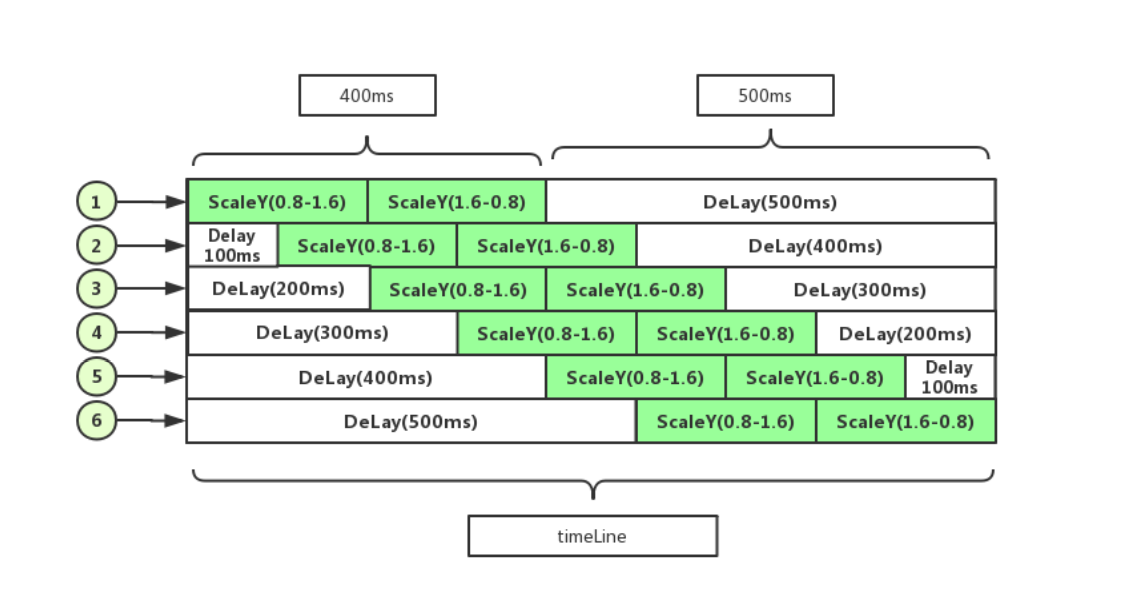 400ms
500ms
1
ScaleY(0.8-1.6)
ScaleY(1.6-0.8)
DeLay(500ms)
2
Delay
100ms
ScaleY(0.8-1.6)
ScaleY(1.6-0.8)
DeLay(400ms)
3
DeLay(200ms)
ScaleY(0.8-1.6)
ScaleY(1.6-0.8)
DeLay(300ms)
4
DeLay(300ms)
ScaleY(0.8-1.6)
ScaleY(1.6-0.8)
DeLay(200ms)
5
DeLay(400ms)
ScaleY(0.8-1.6)
ScaleY(1.6-0.8)
Delay
100ms
6
DeLay(500ms)
ScaleY(0.8-1.6)
ScaleY(1.6-0.8)
timeLine